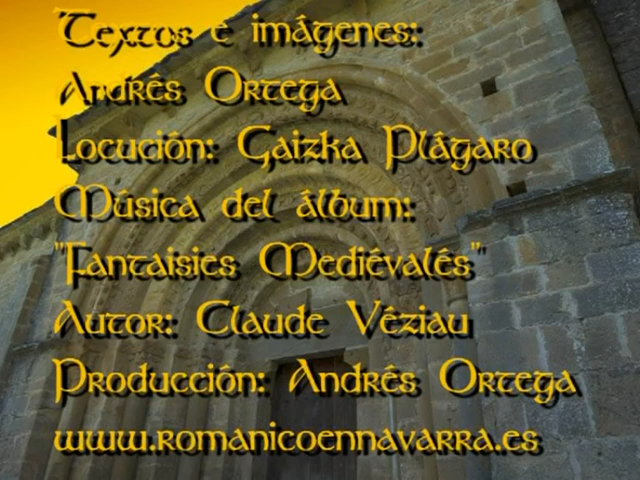 Textos e imágenes:
Andrés Ortega
Locución: Gaizka Plágaro
Música del álbum:
"Fantaisies Mediévalés"
Autor: Claude Véziau
Producción: Andrés Ortega
www.romanicoennavarra.es